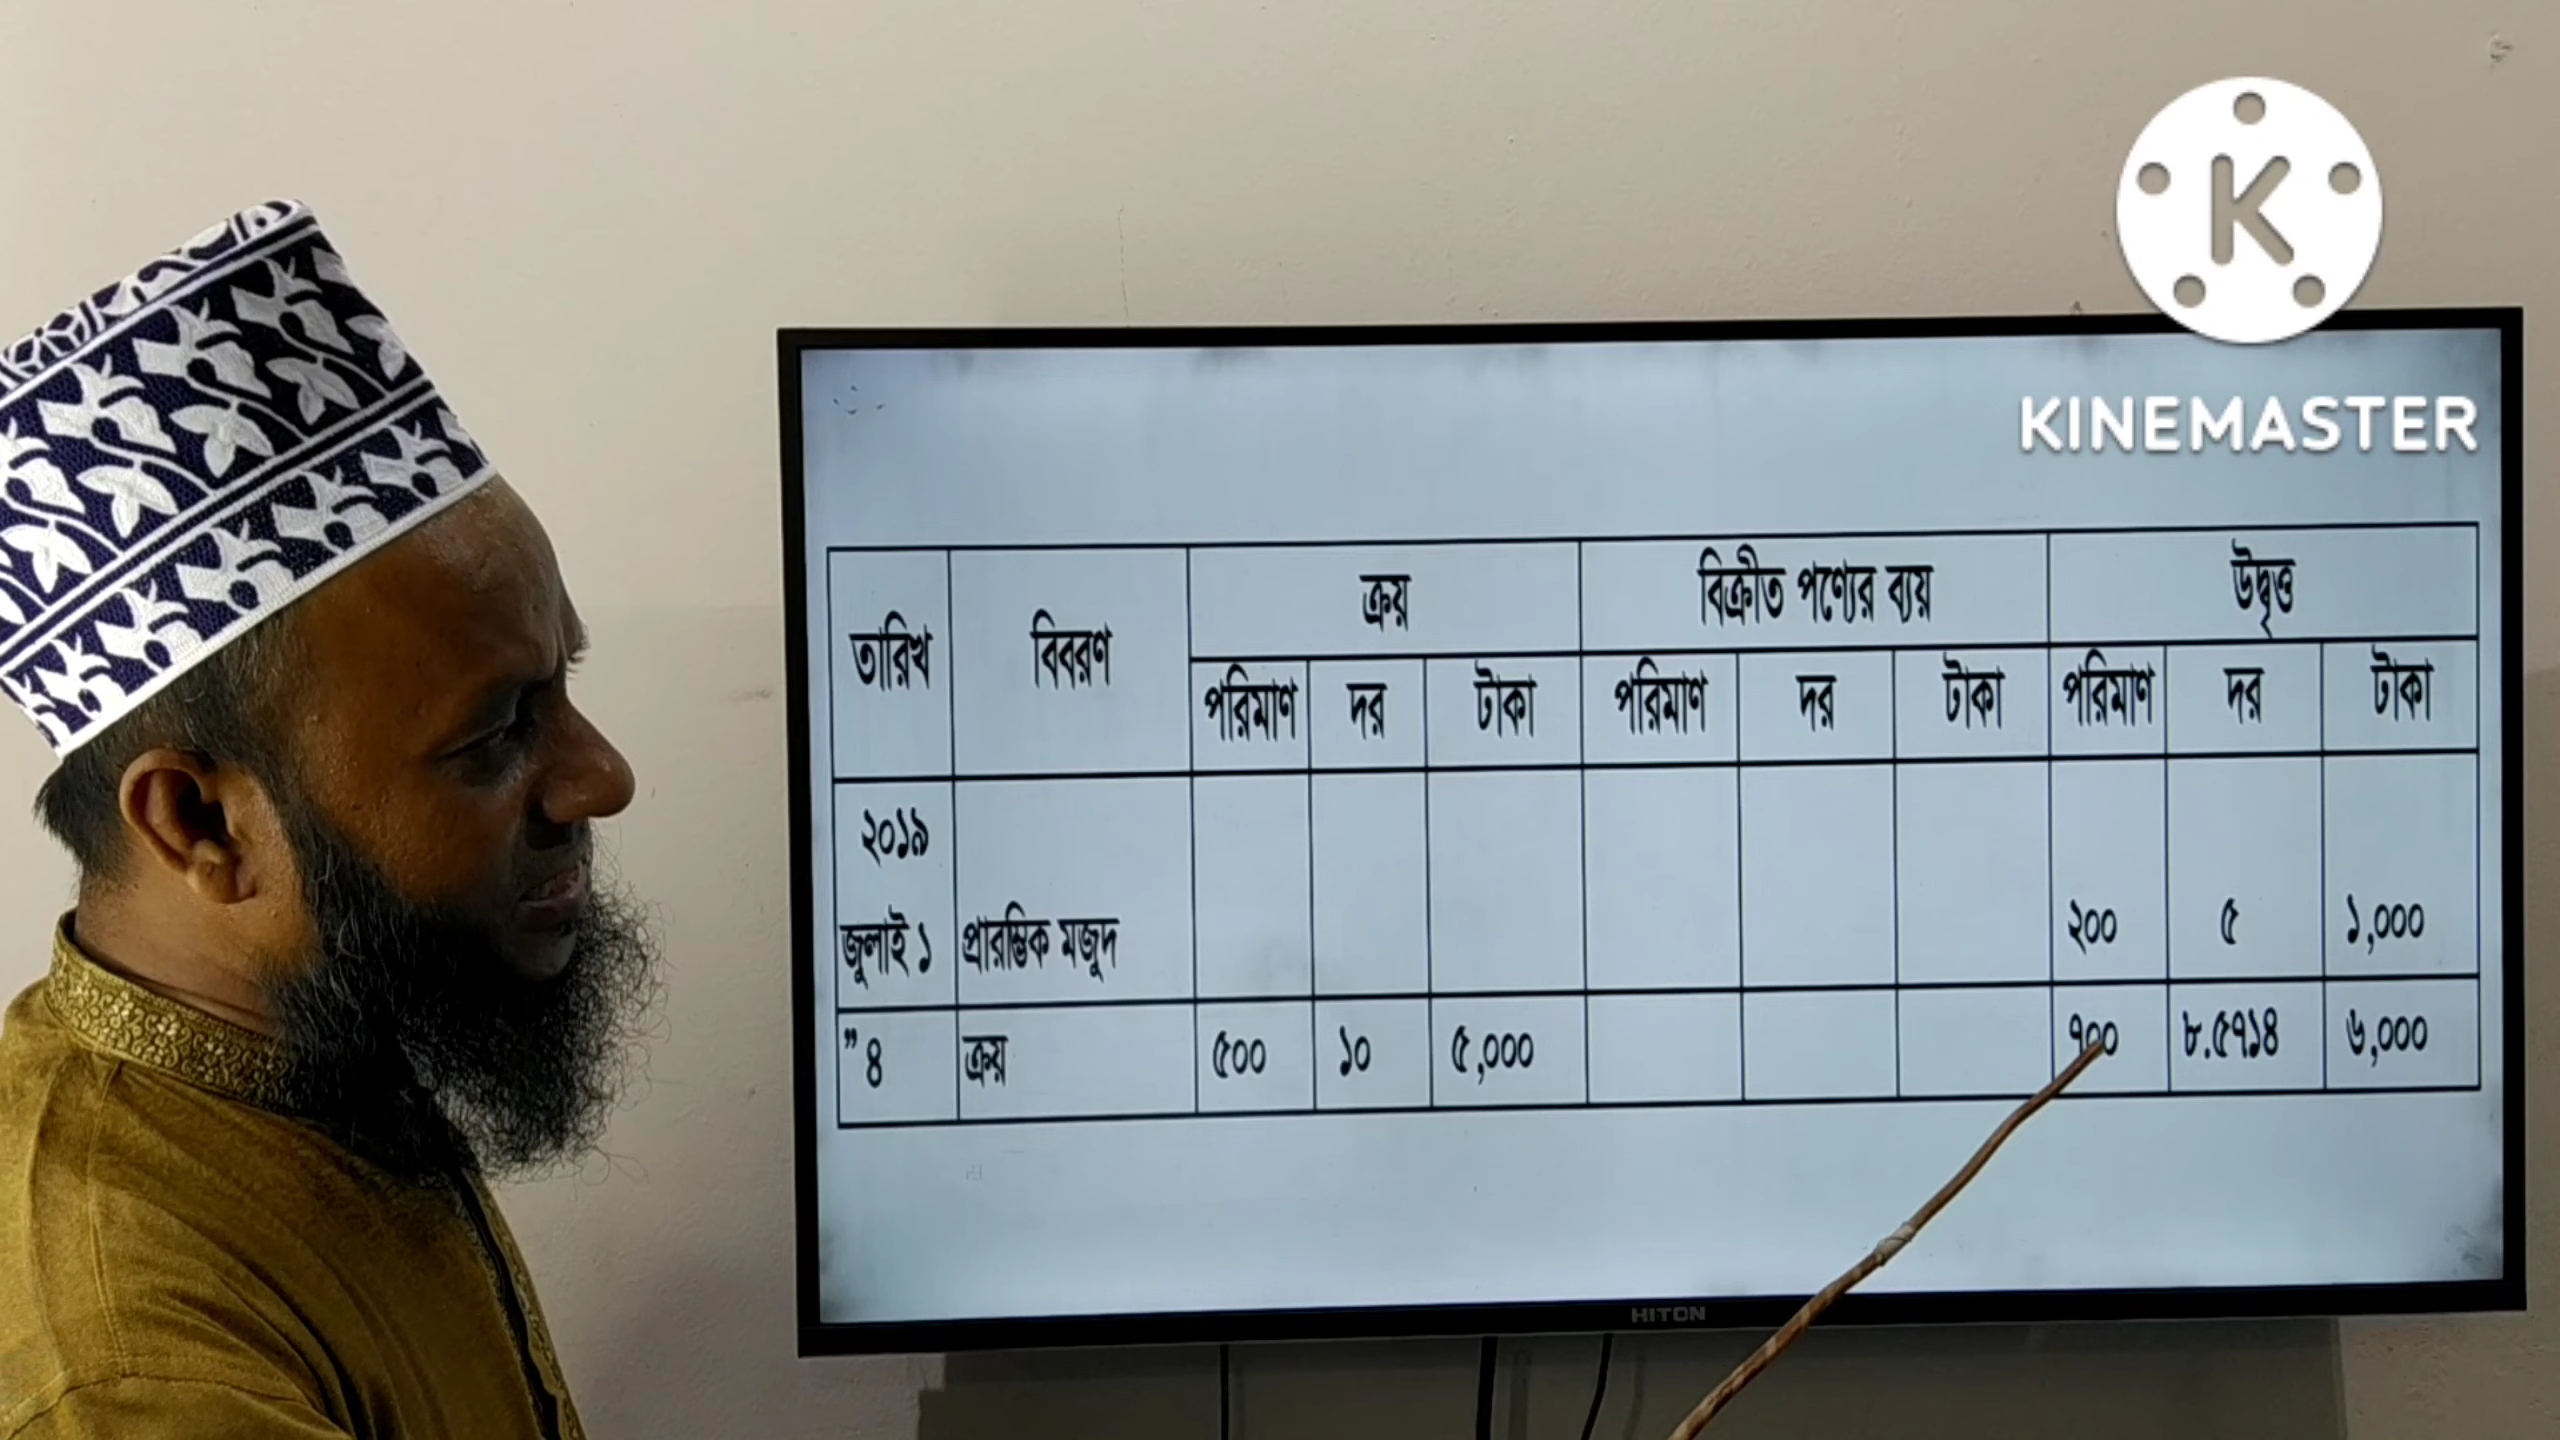 K
KINEMASTER
তারিখ বিবরণ ক্রয় বিক্রীত পণ্যের ব্যয় উদ্বৃত্ত
পরিমাণ দর টাকা পরিমাণ দর টাকা পরিমাণ দর টাকা
২০১৯
জুলাই ১ প্রারম্ভিক মজুদ ২০০ ৫ ১,০০০
” ৪ ক্রয় ৫০০ ১০ ৫,০০০ ৭০০ ৮.৫৭১৪ ৬,০০০
HITON